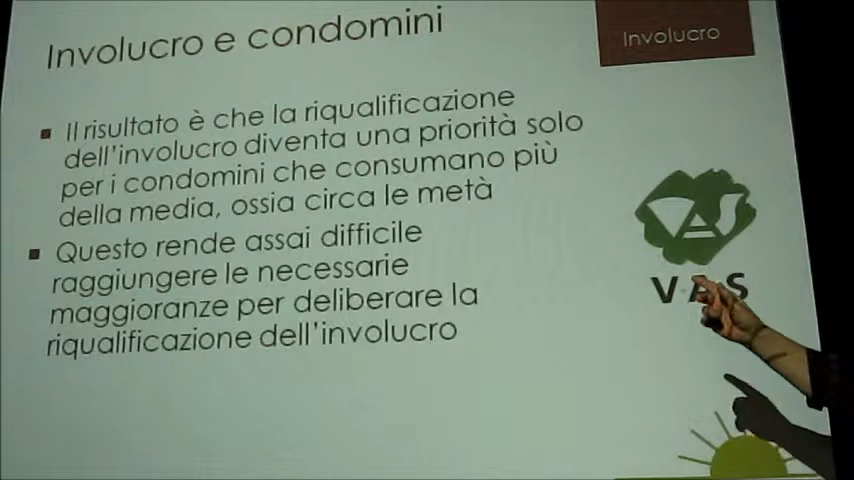 Involucro e condomini
Involucro
Il risultato è che la riqualificazione
dell'involucro diventa una priorità solo
per i condomini che consumano più
della media, ossia circa le metà
Questo rende assai difficile
raggiungere le necessarie
maggioranze per deliberare la
riqualificazione dell'involucro
VAS
VAS